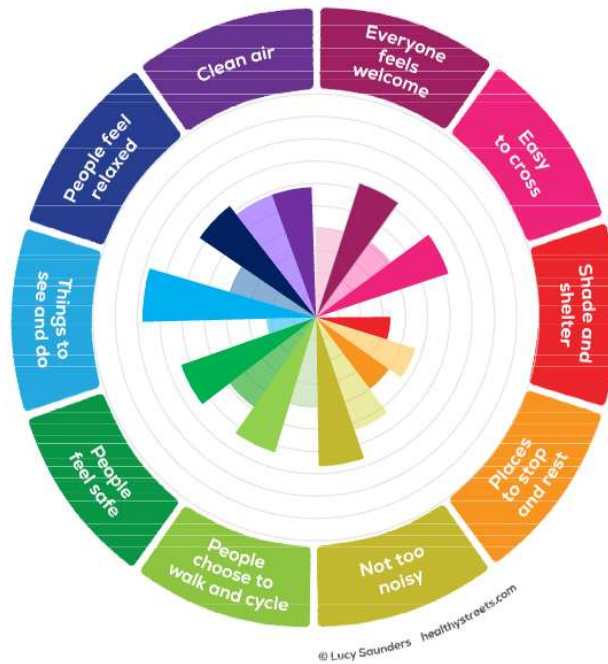 Everyone
feels
welcome
Easy
to cross
Shade and
shelter
Places
to stop
and rest
Not too
noisy
People
choose to
walk and cycle
People
feel safe
Things to
see and do
People feel
relaxed
Clean air
© Lucy Saunders healthystreets.com